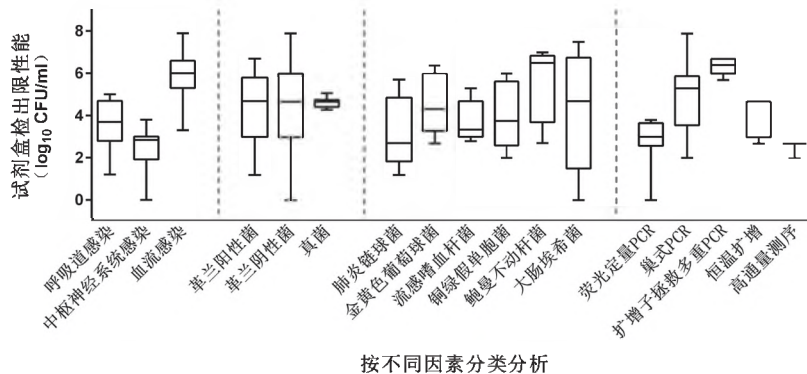 试剂盒检出限性能
(log10 CFU/ml)
8
6
4
2
0
呼吸道感染
中枢神经系统感染
血流感染
革兰阳性菌
革兰阴性菌
真菌
肺炎链球菌
金黄色葡萄球菌
流感嗜血杆菌
铜绿假单胞菌
鲍曼不动杆菌
大肠埃希菌
荧光定量PCR
巢式PCR
扩增子拯救多重PCR
恒温扩增
高通量测序
按不同因素分类分析